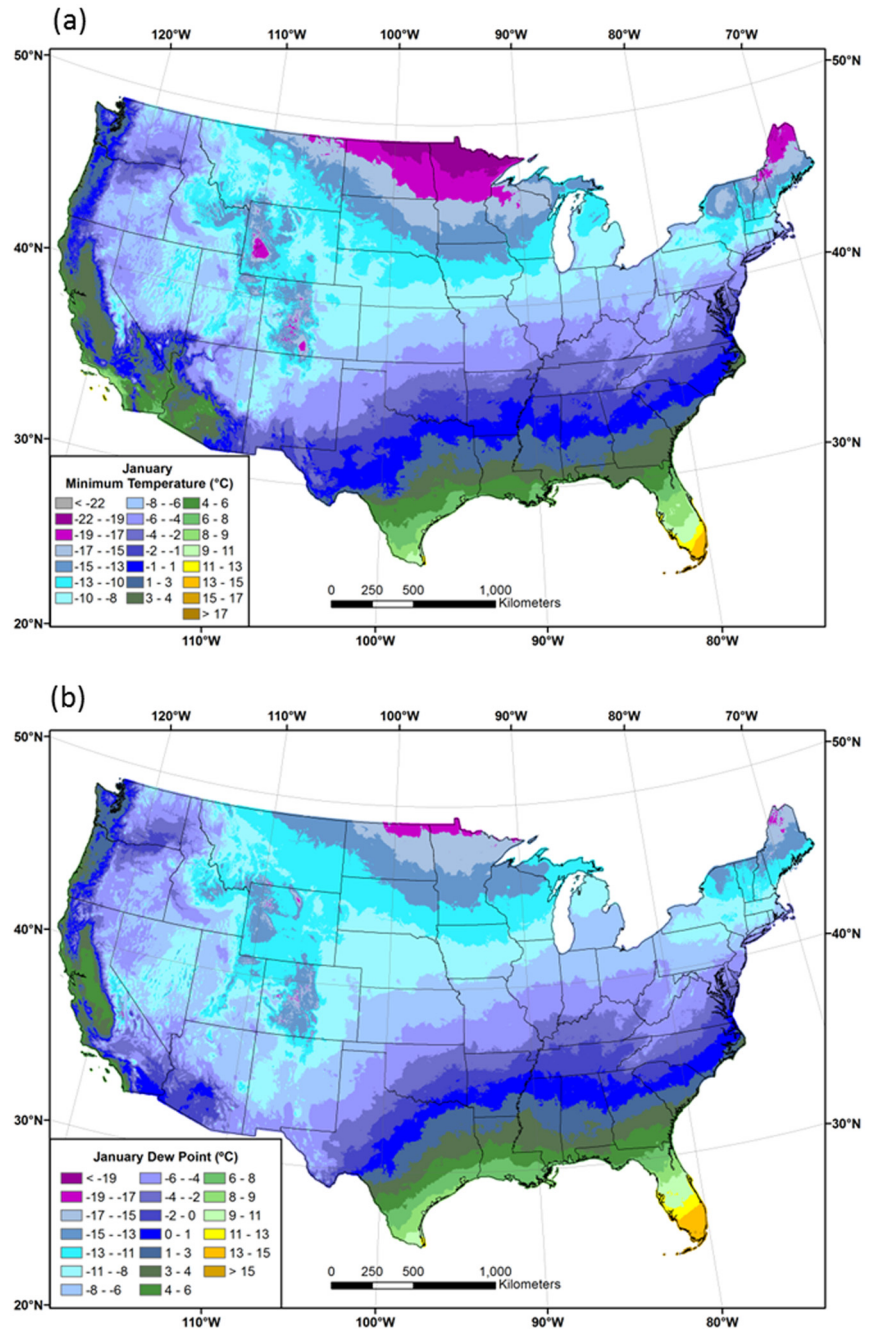 (a)
120°W 110°W 100°W 90°W 80°W 70°W
50°N 50°N
40°N 40°N
30°N 30°N
20°N
January
Minimum Temperature (°C)
< -22 -8 - -6 4 - 6
-22 - -19 -6 - -4 6 - 8
-19 - -17 -4 - -2 8 - 9
-17 - -15 -2 - -1 9 - 11
-15 - -13 -1 - 1 11 - 13
-13 - -10 1 - 3 13 - 15
-10 - -8 3 - 4 15 - 17
> 17
0 250 500 1,000
Kilometers
110°W 100°W 90°W 80°W
(b)
120°W 110°W 100°W 90°W 80°W 70°W
50°N 50°N
40°N 40°N
30°N 30°N
20°N
January Dew Point (°C)
< -19 -6 - -4 6 - 8
-19 - -17 -4 - -2 8 - 9
-17 - -15 -2 - 0 9 - 11
-15 - -13 0 - 1 11 - 13
-13 - -11 1 - 3 13 - 15
-11 - -8 3 - 4 > 15
-8 - -6 4 - 6
0 250 500 1,000
Kilometers
110°W 100°W 90°W 80°W